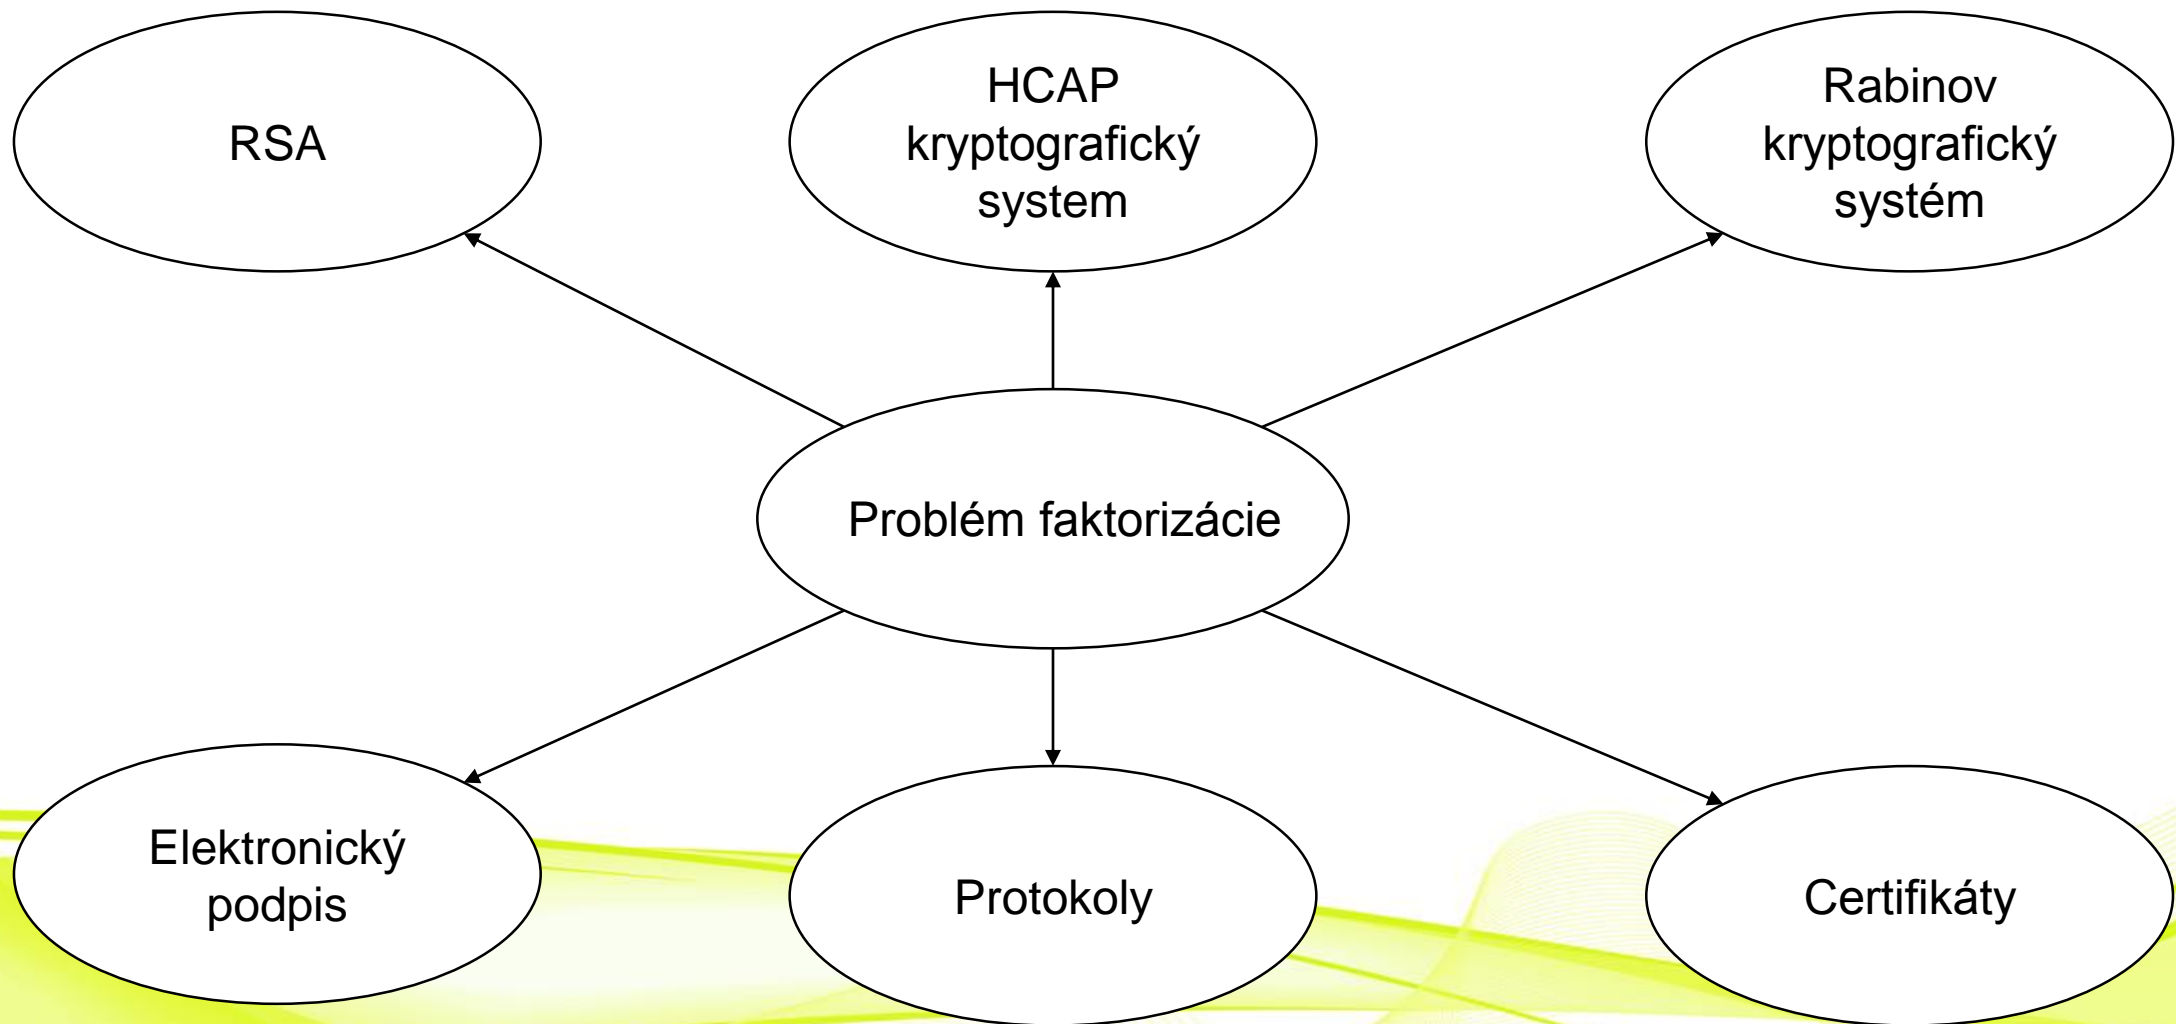 RSA
HCAP
kryptografický
system
Rabinov
kryptografický
systém
Problém faktorizácie
Elektronický
podpis
Protokoly
Certifikáty